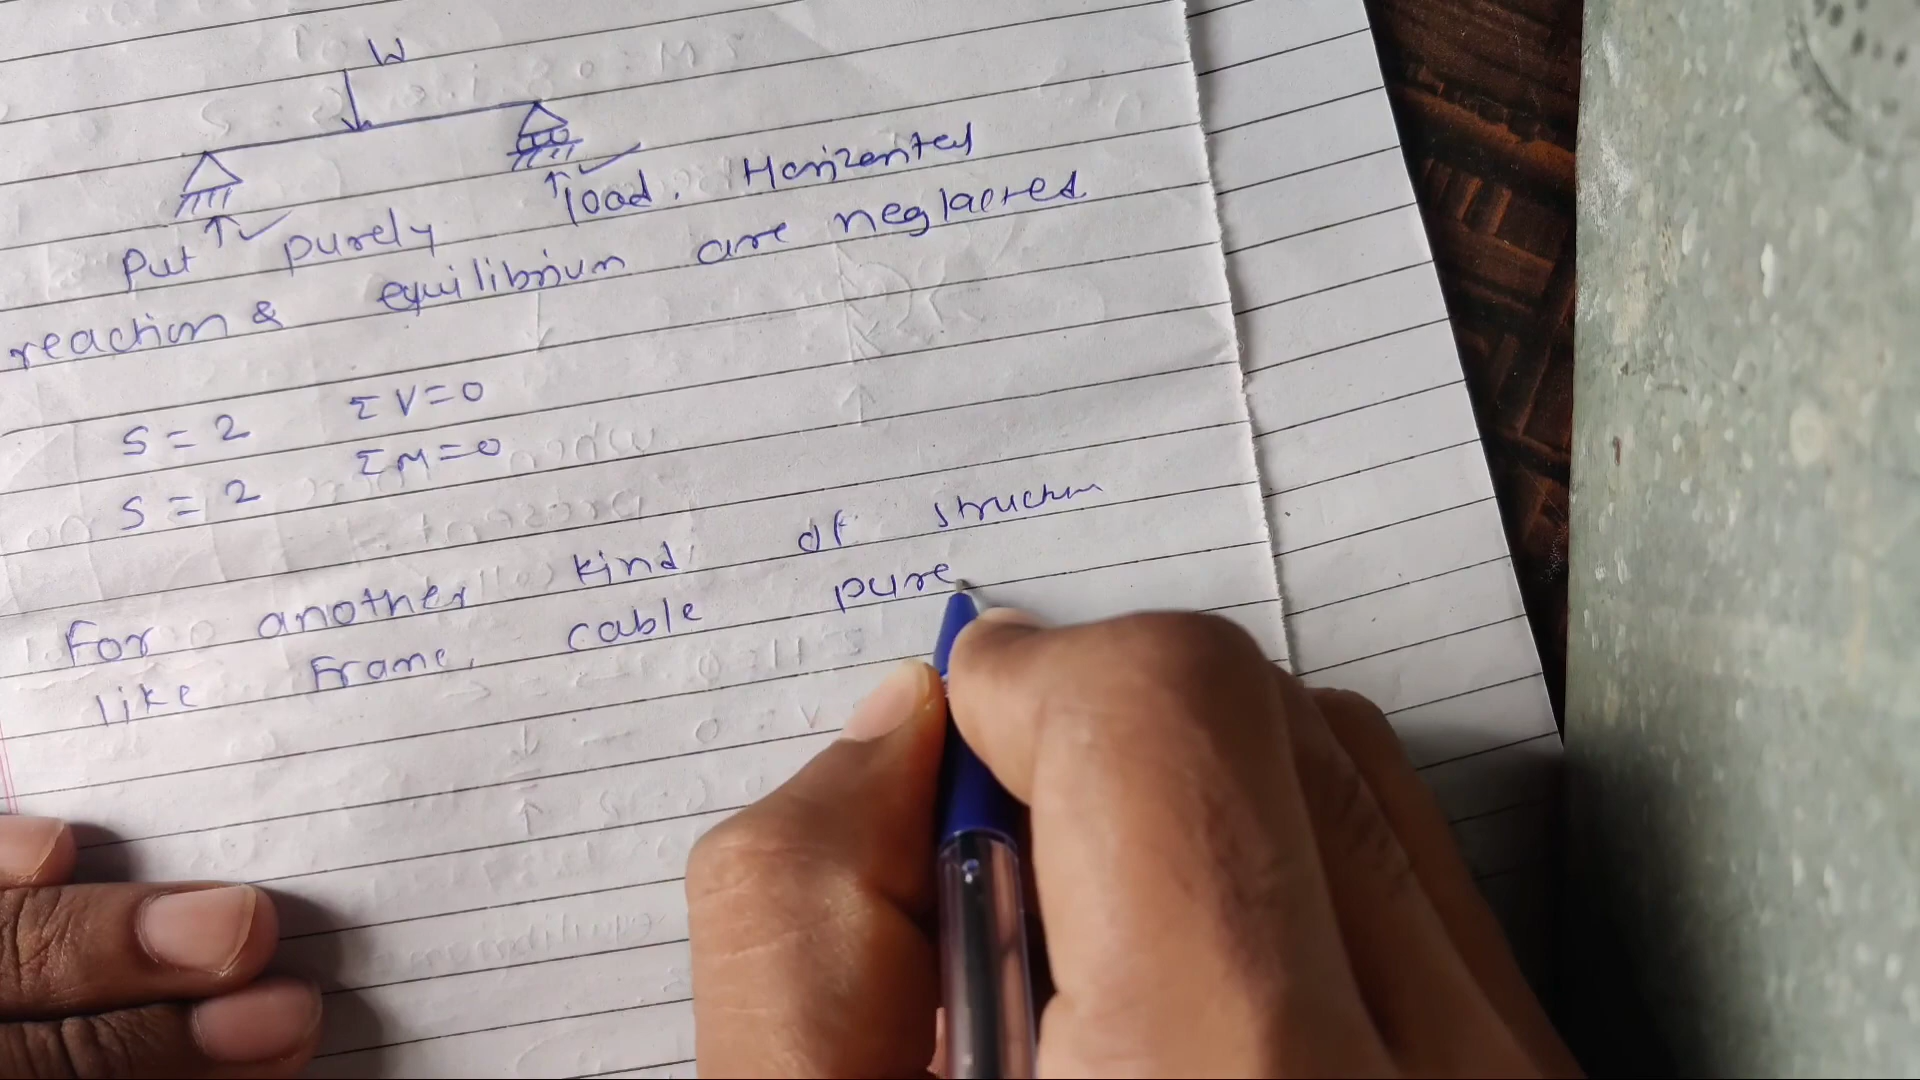 W
Put purely load. Horizontal
reaction & equilibrium are neglacted
S = 2 ΣV=0
S = 2 ΣM=0
For another kind of structure
like Frame, cable pure